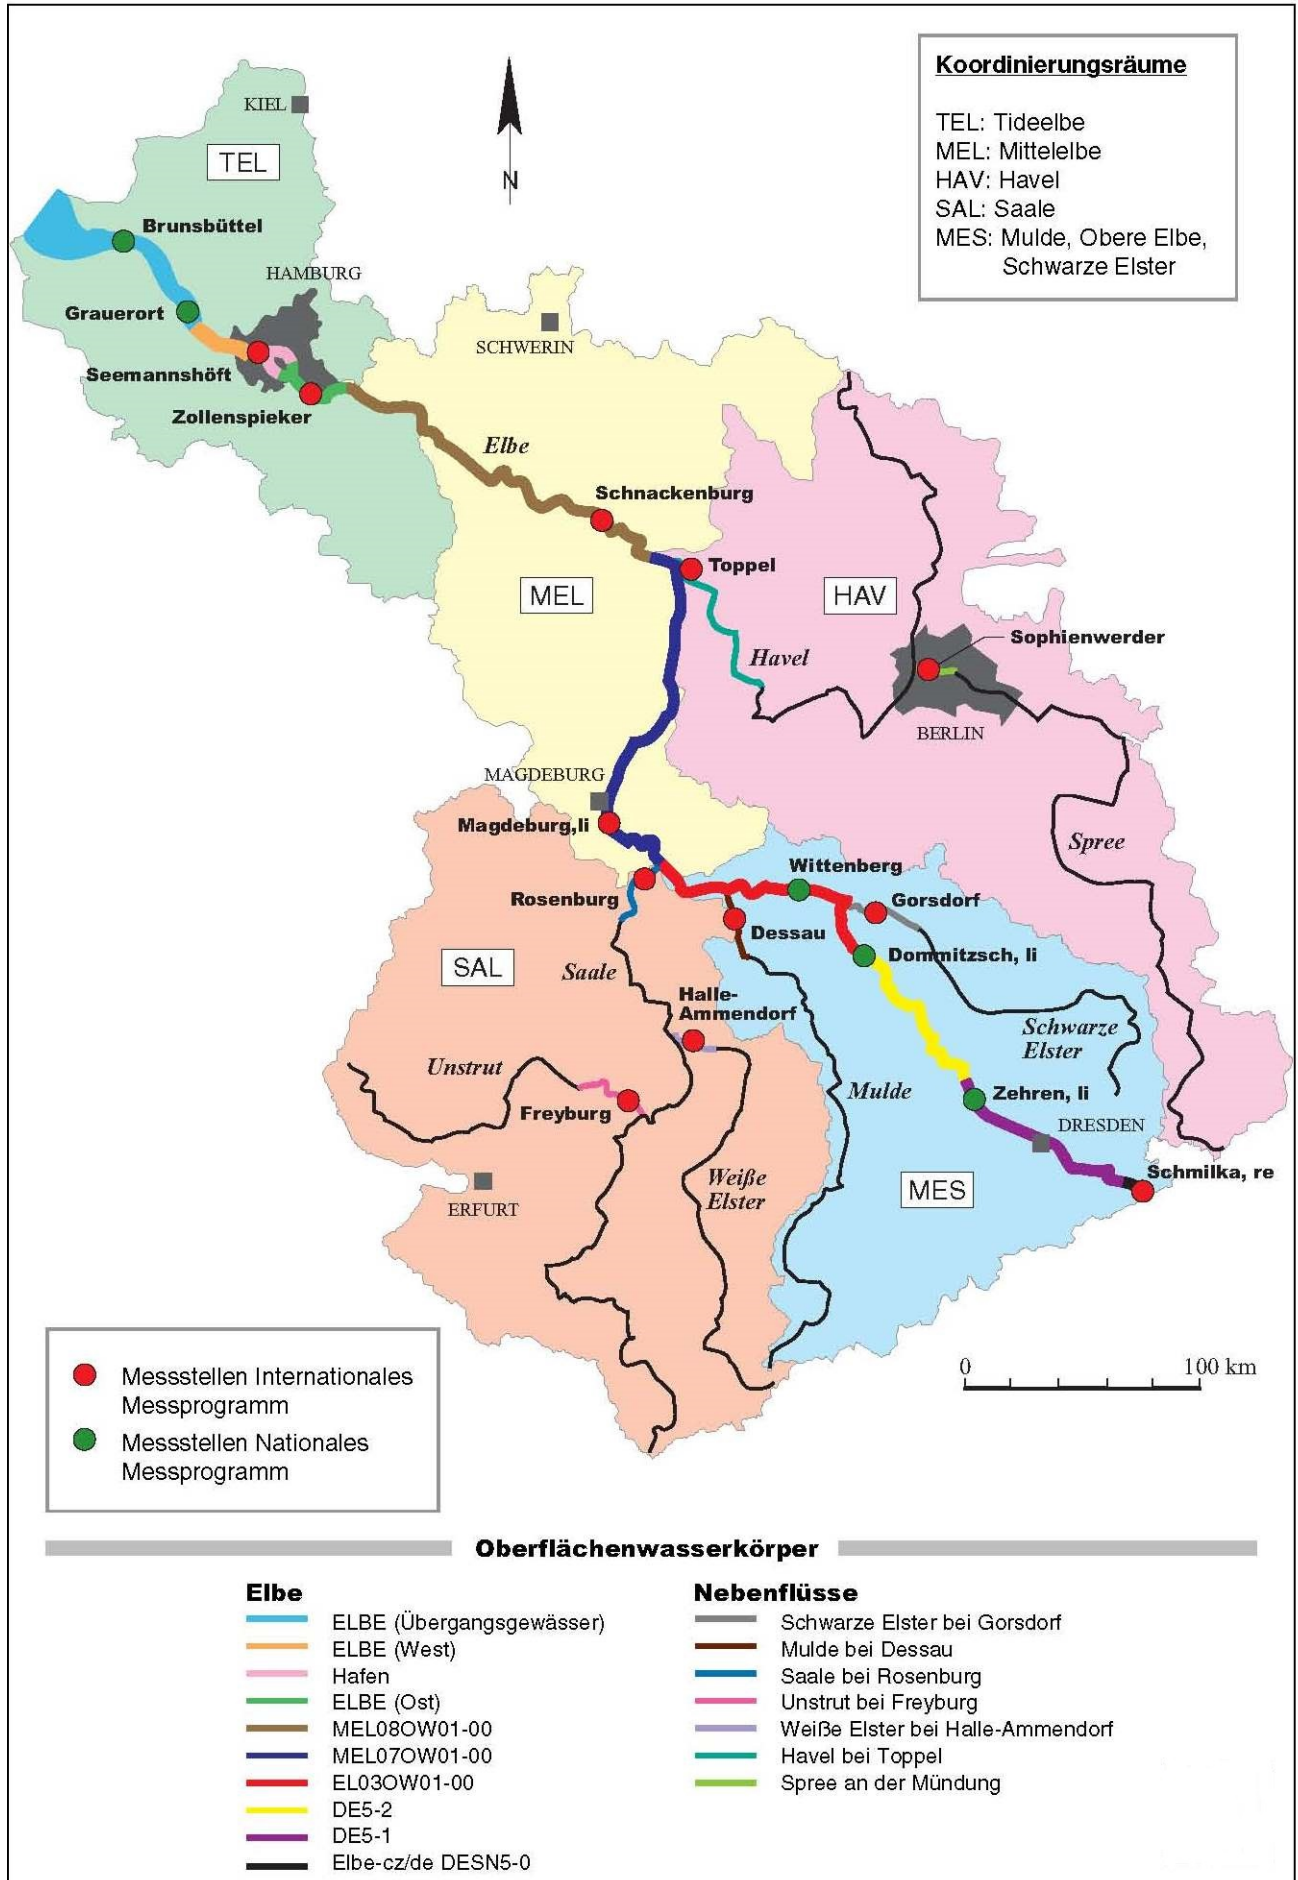 Koordinierungsräume
TEL: Tideelbe
MEL: Mittelelbe
HAV: Havel
SAL: Saale
MES: Mulde, Obere Elbe,
Schwarze Elster
KIEL
TEL
N
Brunsbüttel
HAMBURG
Grauerort
SCHWERIN
Seemannshöft
Zollenspieker
Elbe
Schnackenburg
Toppel
MEL
HAV
Sophienwerder
Havel
BERLIN
MAGDEBURG
Magdeburg,li
Spree
Wittenberg
Rosenburg
Gorsdorf
Dessau
Dommitzsch, li
SAL
Saale
Halle-
Ammendorf
Schwarze
Elster
Unstrut
Mulde
Zehren, li
Freyburg
DRESDEN
Schmilka, re
Weiße
Elster
MES
ERFURT
0 100 km
Messstellen Internationales
Messprogramm
Messstellen Nationales
Messprogramm
Oberflächenwasserkörper
Elbe
ELBE (Übergangsgewässer)
ELBE (West)
Hafen
ELBE (Ost)
MEL08OW01-00
MEL07OW01-00
EL03OW01-00
DE5-2
DE5-1
Elbe-cz/de DESN5-0
Nebenflüsse
Schwarze Elster bei Gorsdorf
Mulde bei Dessau
Saale bei Rosenburg
Unstrut bei Freyburg
Weiße Elster bei Halle-Ammendorf
Havel bei Toppel
Spree an der Mündung